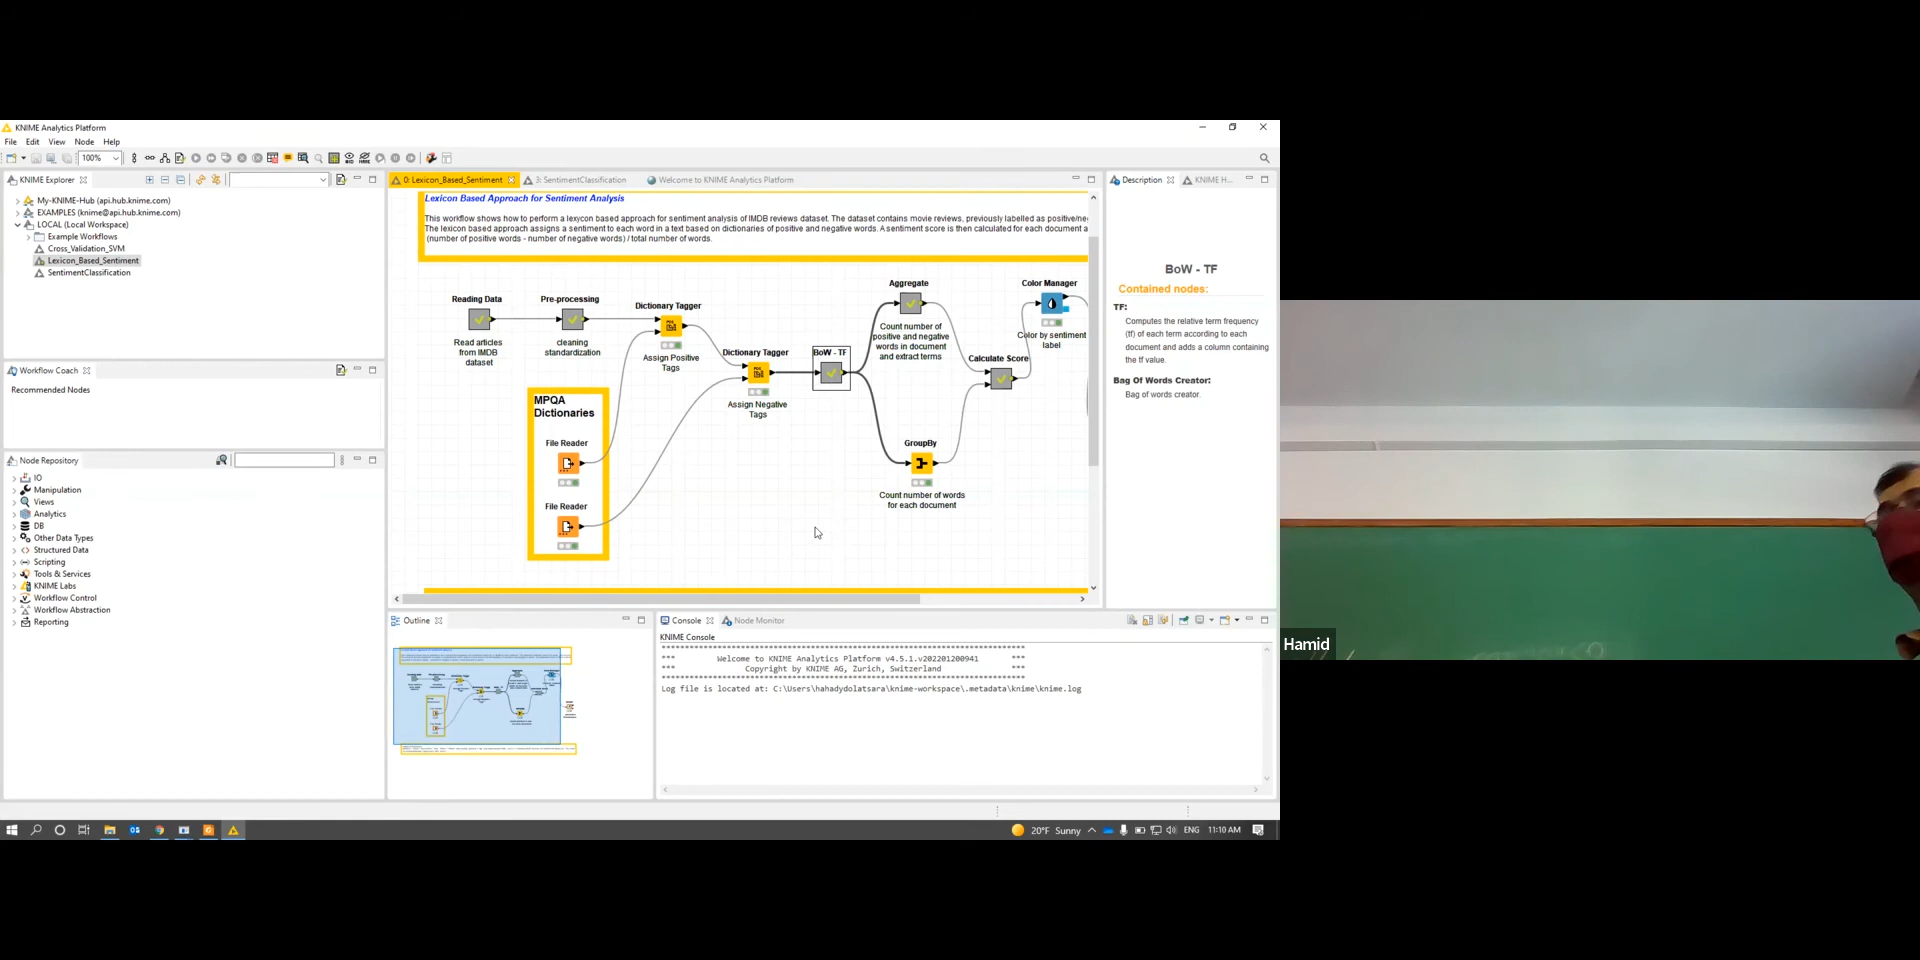 KNIME Analytics Platform
File Edit View Node Help
100%
KNIME Explorer
My-KNIME-Hub (api.hub.knime.com)
EXAMPLES (knime@api.hub.knime.com)
LOCAL (Local Workspace)
Example Workflows
Cross_Validation_SVM
Lexicon_Based_Sentiment
SentimentClassification
Workflow Coach
Recommended Nodes
Node Repository
IO
Manipulation
Views
Analytics
DB
Other Data Types
Structured Data
Scripting
Tools & Services
KNIME Labs
Workflow Control
Workflow Abstraction
Reporting
0: Lexicon_Based_Sentiment
3: SentimentClassification
Welcome to KNIME Analytics Platform
Lexicon Based Approach for Sentiment Analysis
This workflow shows how to perform a lexycon based approach for sentiment analysis of IMDB reviews dataset. The dataset contains movie reviews, previously labelled as positive/ne
The lexicon based approach assigns a sentiment to each word in a text based on dictionaries of positive and negative words. A sentiment score is then calculated for each document a
(number of positive words - number of negative words) / total number of words.
Reading Data
Read articles
from IMDB
dataset
Pre-processing
cleaning
standardization
Dictionary Tagger
Assign Positive
Tags
Dictionary Tagger
Assign Negative
Tags
MPQA
Dictionaries
File Reader
File Reader
BoW - TF
Aggregate
Count number of
positive and negative
words in document
and extract terms
GroupBy
Count number of words
for each document
Calculate Score
Color Manager
Color by sentiment
label
Description
KNIME H...
BoW - TF
Contained nodes:
TF:
Computes the relative term frequency
(tf) of each term according to each
document and adds a column containing
the tf value.
Bag Of Words Creator:
Bag of words creator.
Outline
Console
Node Monitor
KNIME Console
*** Welcome to KNIME Analytics Platform v4.5.1.v202201200941 ***
*** Copyright by KNIME AG, Zurich, Switzerland ***
Log file is located at: C:\Users\hahadydolatsara\knime-workspace\.metadata\knime\knime.log
20°F Sunny
ENG
11:10 AM
Hamid